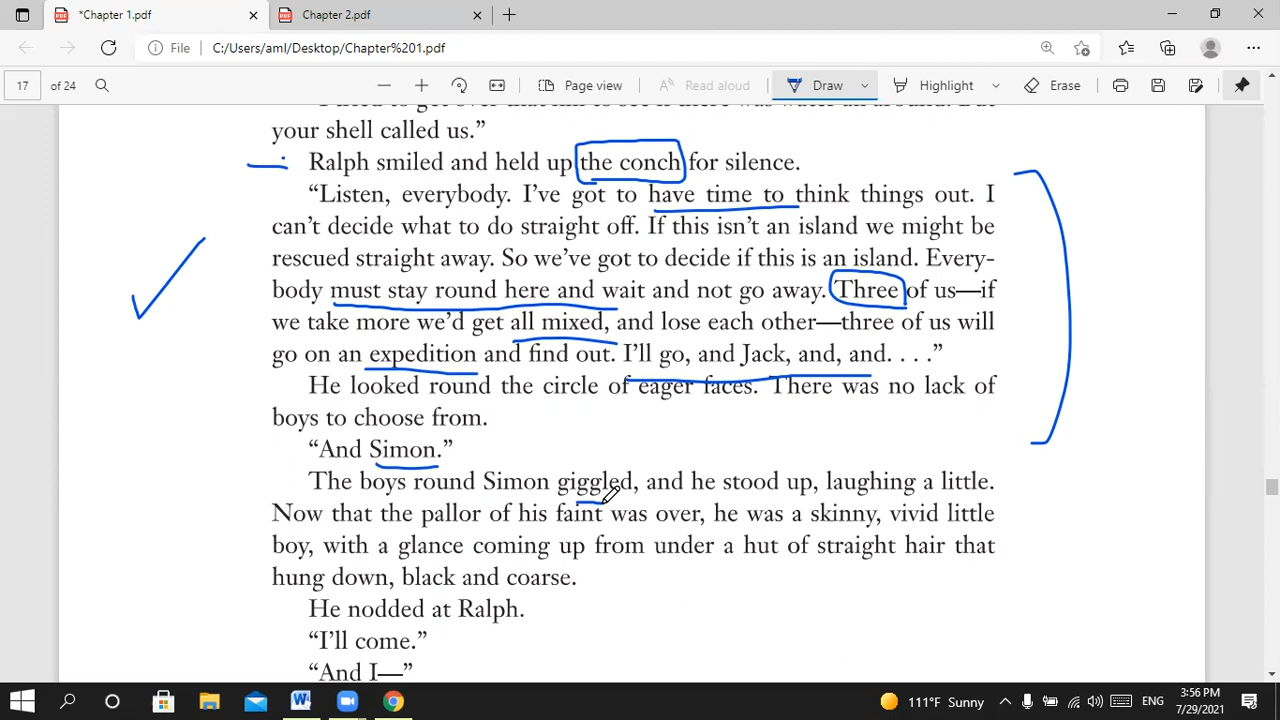 *Chapter 1.pdf
Chapter 2.pdf
File
C:/Users/aml/Desktop/Chapter%201.pdf
17
of 24
Page view
Read aloud
Draw
Highlight
Erase
your shell called us.”
Ralph smiled and held up the conch for silence.
“Listen, everybody. I’ve got to have time to think things out. I
can’t decide what to do straight off. If this isn’t an island we might be
rescued straight away. So we’ve got to decide if this is an island. Every-
body must stay round here and wait and not go away. Three of us—if
we take more we’d get all mixed, and lose each other—three of us will
go on an expedition and find out. I’ll go, and Jack, and, and. . . .”
He looked round the circle of eager faces. There was no lack of
boys to choose from.
“And Simon.”
The boys round Simon giggled, and he stood up, laughing a little.
Now that the pallor of his faint was over, he was a skinny, vivid little
boy, with a glance coming up from under a hut of straight hair that
hung down, black and coarse.
He nodded at Ralph.
“I’ll come.”
“And I—”
111°F Sunny
ENG
3:56 PM
7/29/2021